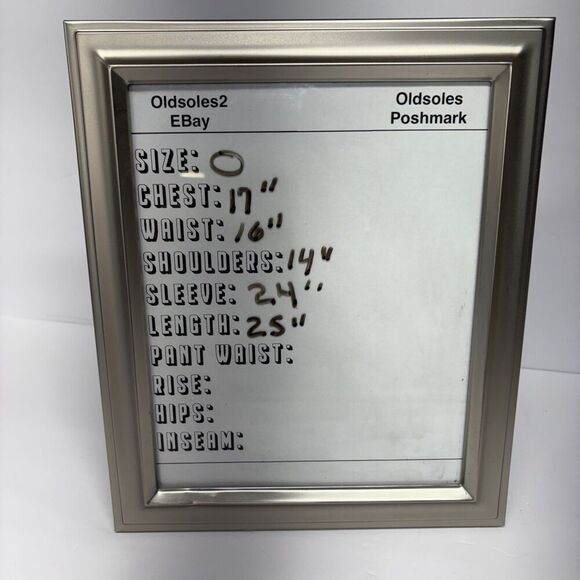 Oldsoles2 Oldsoles
EBay Poshmark
SIZE: 0
CHEST: 17"
WAIST: 16"
SHOULDERS: 14"
SLEEVE: 24"
LENGTH: 25"
PANT WAIST:
RISE:
HIPS:
INSEAM: